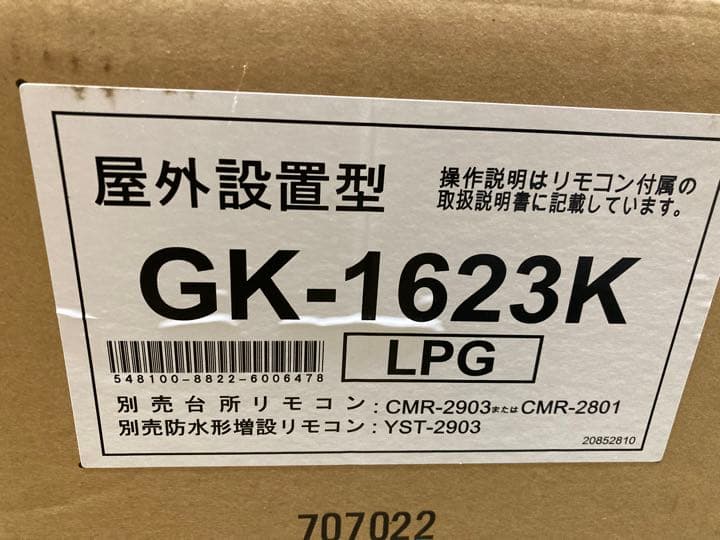 屋外設置型
操作説明はリモコン付属の
取扱説明書に記載しています。
GK-1623K
LPG
548100-8822-6006478
別売台所リモコン：CMR-2903またはCMR-2801
別売防水形増設リモコン：YST-2903
20852810
707022